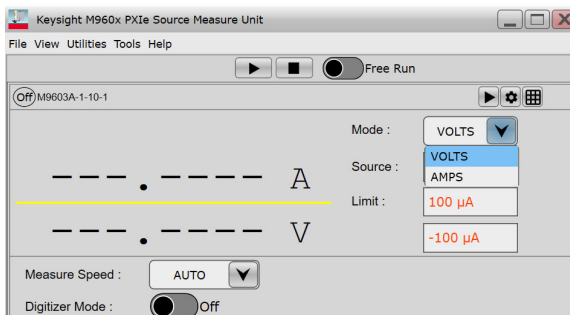 Keysight M960x PXIe Source Measure Unit
File View Utilities Tools Help
Free Run
Off M9603A-1-10-1
Mode : VOLTS
VOLTS
Source :
AMPS
---.---- A
Limit : 100 µA
---.---- V
-100 µA
Measure Speed : AUTO
Digitizer Mode : Off